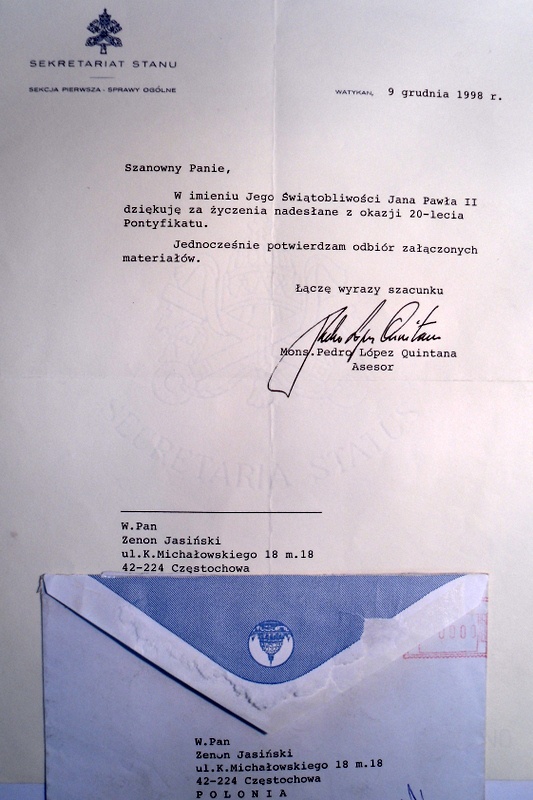 SEKRETARIAT STANU
SEKCJA PIERWSZA - SPRAWY OGÓLNE
WATYKAN, 9 grudnia 1998 r.
Szanowny Panie,
W imieniu Jego Świątobliwości Jana Pawła II
dziękuję za życzenia nadesłane z okazji 20-lecia
Pontyfikatu.
Jednocześnie potwierdzam odbiór załączonych
materiałów.
Łączę wyrazy szacunku
Mons.Pedro López Quintana
Asesor
SECRETARIA STATUS
W.Pan
Zenon Jasiński
ul.K.Michałowskiego 18 m.18
42-224 Częstochowa
W.Pan
Zenon Jasiński
ul.K.Michałowskiego 18 m.18
42-224 Częstochowa
POLONIA